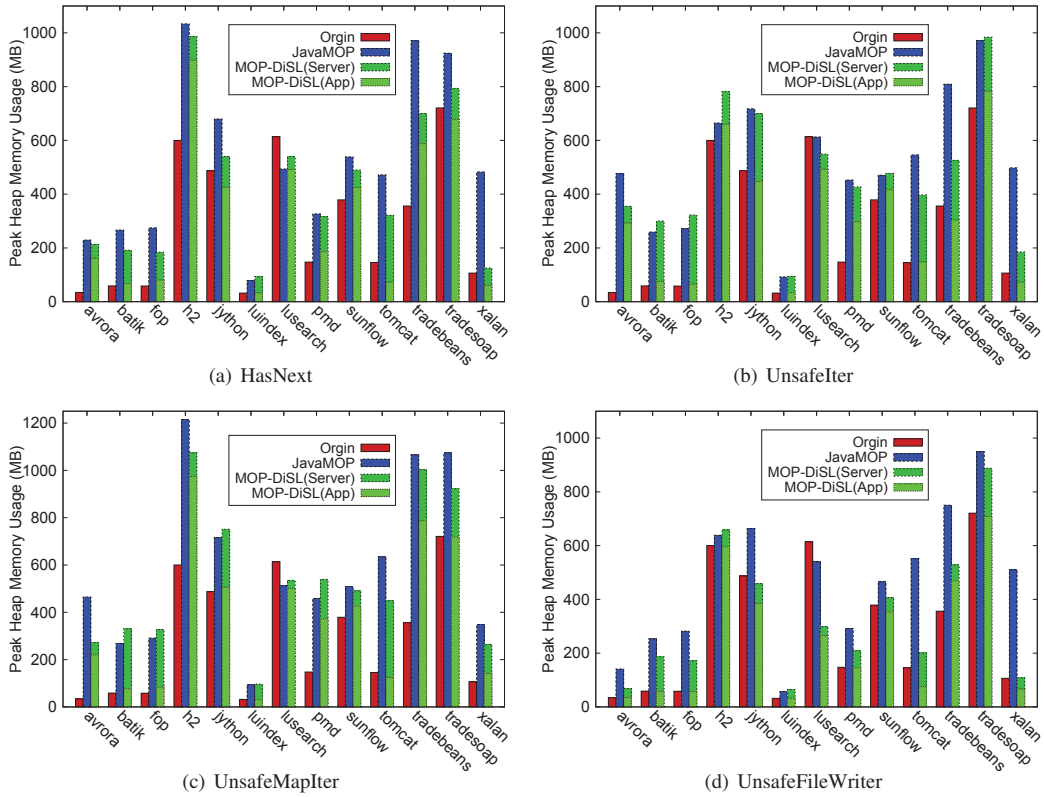 Peak Heap Memory Usage (MB)
1000
800
600
400
200
0
Orgin
JavaMOP
MOP-DiSL(Server)
MOP-DiSL(App)
avrora
batik
fop
h2
jython
luindex
lusearch
pmd
sunflow
tomcat
tradebeans
tradesoap
xalan
(a) HasNext
Peak Heap Memory Usage (MB)
1000
800
600
400
200
0
Orgin
JavaMOP
MOP-DiSL(Server)
MOP-DiSL(App)
avrora
batik
fop
h2
jython
luindex
lusearch
pmd
sunflow
tomcat
tradebeans
tradesoap
xalan
(b) UnsafeIter
Peak Heap Memory Usage (MB)
1200
1000
800
600
400
200
0
Orgin
JavaMOP
MOP-DiSL(Server)
MOP-DiSL(App)
avrora
batik
fop
h2
jython
luindex
lusearch
pmd
sunflow
tomcat
tradebeans
tradesoap
xalan
(c) UnsafeMapIter
Peak Heap Memory Usage (MB)
1000
800
600
400
200
0
Orgin
JavaMOP
MOP-DiSL(Server)
MOP-DiSL(App)
avrora
batik
fop
h2
jython
luindex
lusearch
pmd
sunflow
tomcat
tradebeans
tradesoap
xalan
(d) UnsafeFileWriter